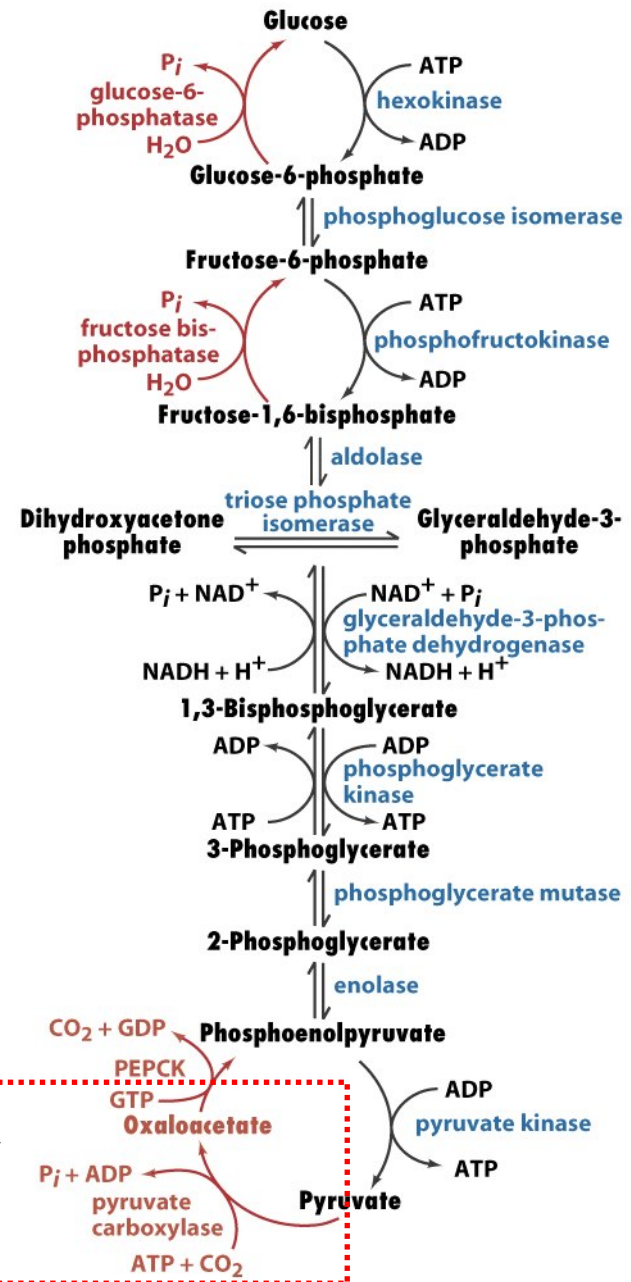 Glucose
Pi
ATP
glucose-6-
phosphatase
hexokinase
H2O
ADP
Glucose-6-phosphate
phosphoglucose isomerase
Fructose-6-phosphate
Pi
ATP
fructose bis-
phosphatase
phosphofructokinase
H2O
ADP
Fructose-1,6-bisphosphate
aldolase
triose phosphate
isomerase
Dihydroxyacetone
phosphate
Glyceraldehyde-3-
phosphate
Pi + NAD+
NAD+ + Pi
glyceraldehyde-3-phos-
phate dehydrogenase
NADH + H+
NADH + H+
1,3-Bisphosphoglycerate
ADP
ADP
phosphoglycerate
kinase
ATP
ATP
3-Phosphoglycerate
phosphoglycerate mutase
2-Phosphoglycerate
enolase
CO2 + GDP
Phosphoenolpyruvate
PEPCK
GTP
ADP
Oxaloacetate
pyruvate kinase
Pi + ADP
ATP
pyruvate
carboxylase
Pyruvate
ATP + CO2